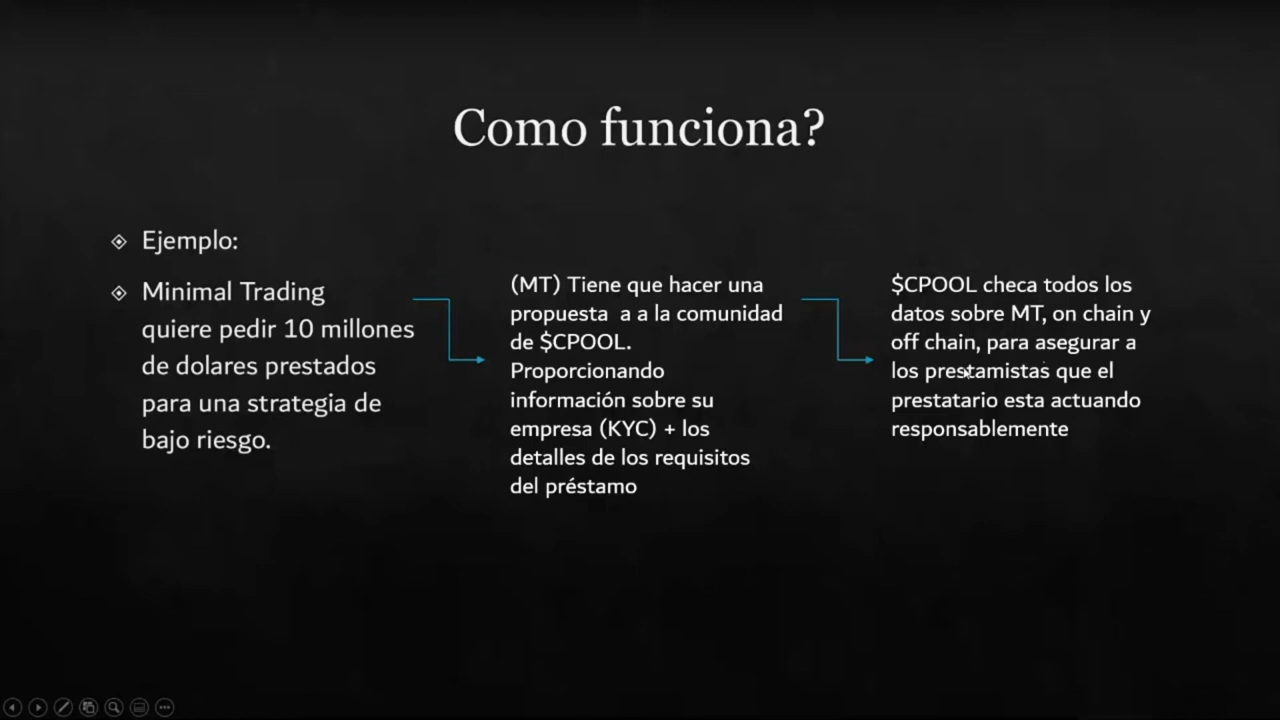 Como funciona?
Ejemplo:
Minimal Trading
quiere pedir 10 millones
de dolares prestados
para una strategia de
bajo riesgo.
(MT) Tiene que hacer una
propuesta  a a la comunidad
de $CPOOL.
Proporcionando
información sobre su
empresa (KYC) + los
detalles de los requisitos
del préstamo
$CPOOL checa todos los
datos sobre MT, on chain y
off chain, para asegurar a
los prestamistas que el
prestatario esta actuando
responsablemente